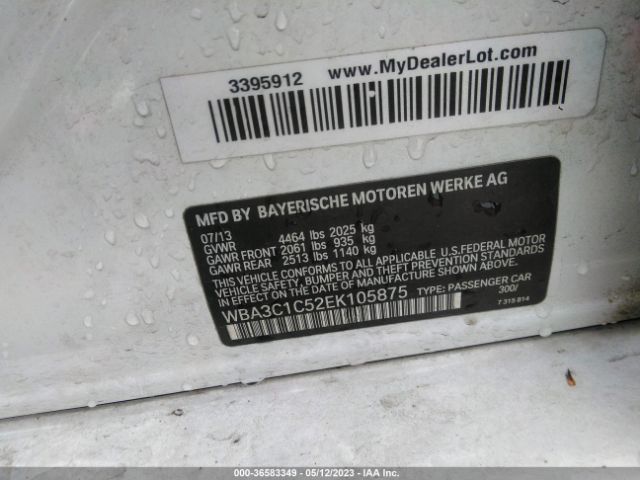 3395912 www.MyDealerLot.com
MFD BY BAYERISCHE MOTOREN WERKE AG
07/13
GVWR 4464 lbs 2025 kg
GAWR FRONT 2061 lbs 935 kg
GAWR REAR 2513 lbs 1140 kg
THIS VEHICLE CONFORMS TO ALL APPLICABLE U.S. FEDERAL MOTOR
VEHICLE SAFETY, BUMPER AND THEFT PREVENTION STANDARDS
IN EFFECT ON THE DATE OF MANUFACTURE SHOWN ABOVE.
WBA3C1C52EK105875 TYPE: PASSENGER CAR
300/
7 315 814
000-36583349 - 05/12/2023 - IAA Inc.